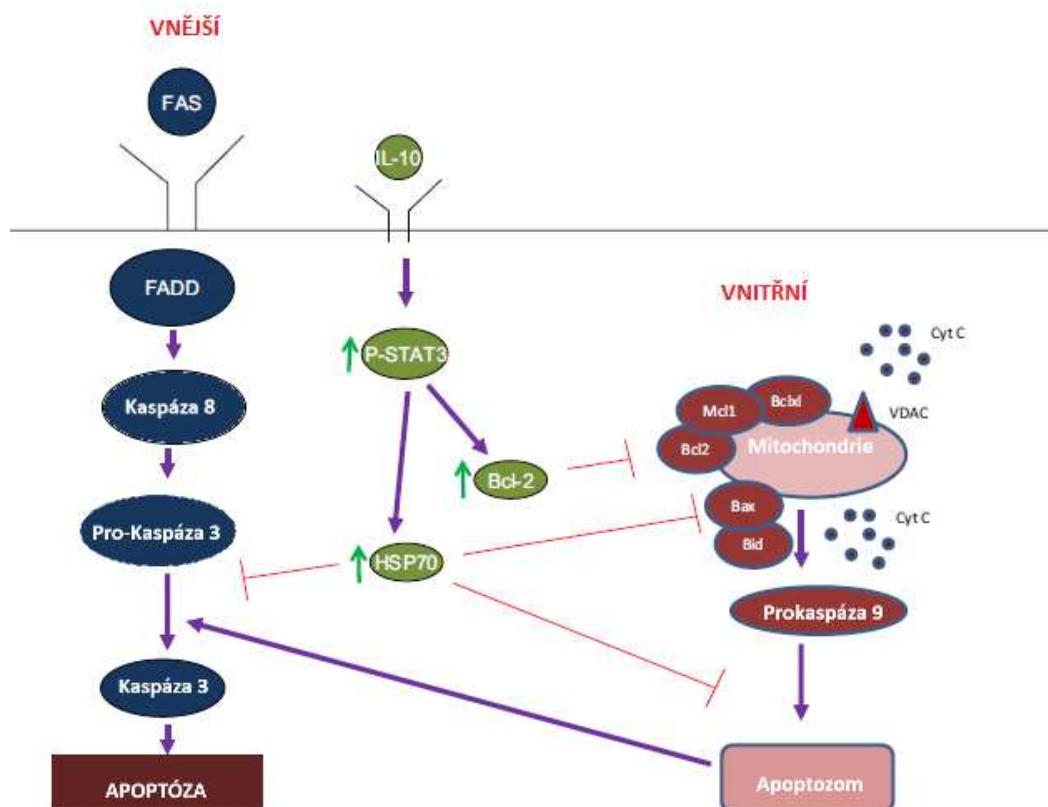 VNĚJŠÍ
FAS
IL-10
FADD
VNITŘNÍ
P-STAT3
Cyt C
Kaspáza 8
Mcl1
Bclxl
VDAC
Bcl2
Mitochondrie
Bcl-2
Pro-Kaspáza 3
Bax
Cyt C
Bid
HSP70
Prokaspáza 9
Kaspáza 3
APOPTÓZA
Apoptozom